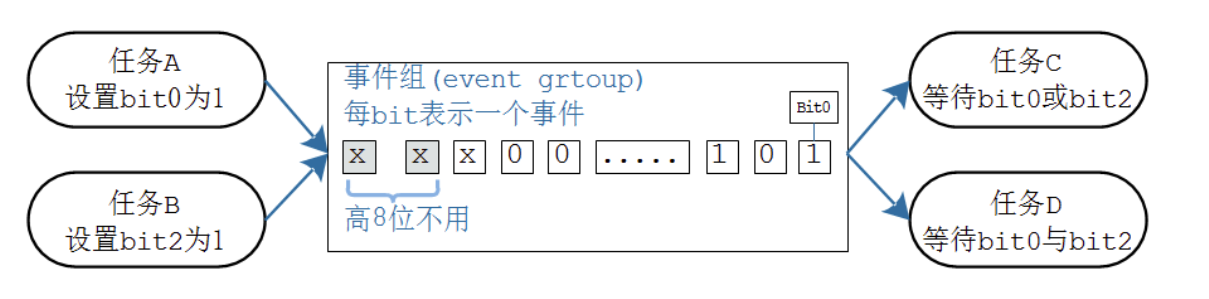 任务A
设置bit0为1
任务B
设置bit2为1
事件组(event grtoup)
每bit表示一个事件
Bit0
x x x 0 0 ..... 1 0 1
高8位不用
任务C
等待bit0或bit2
任务D
等待bit0与bit2